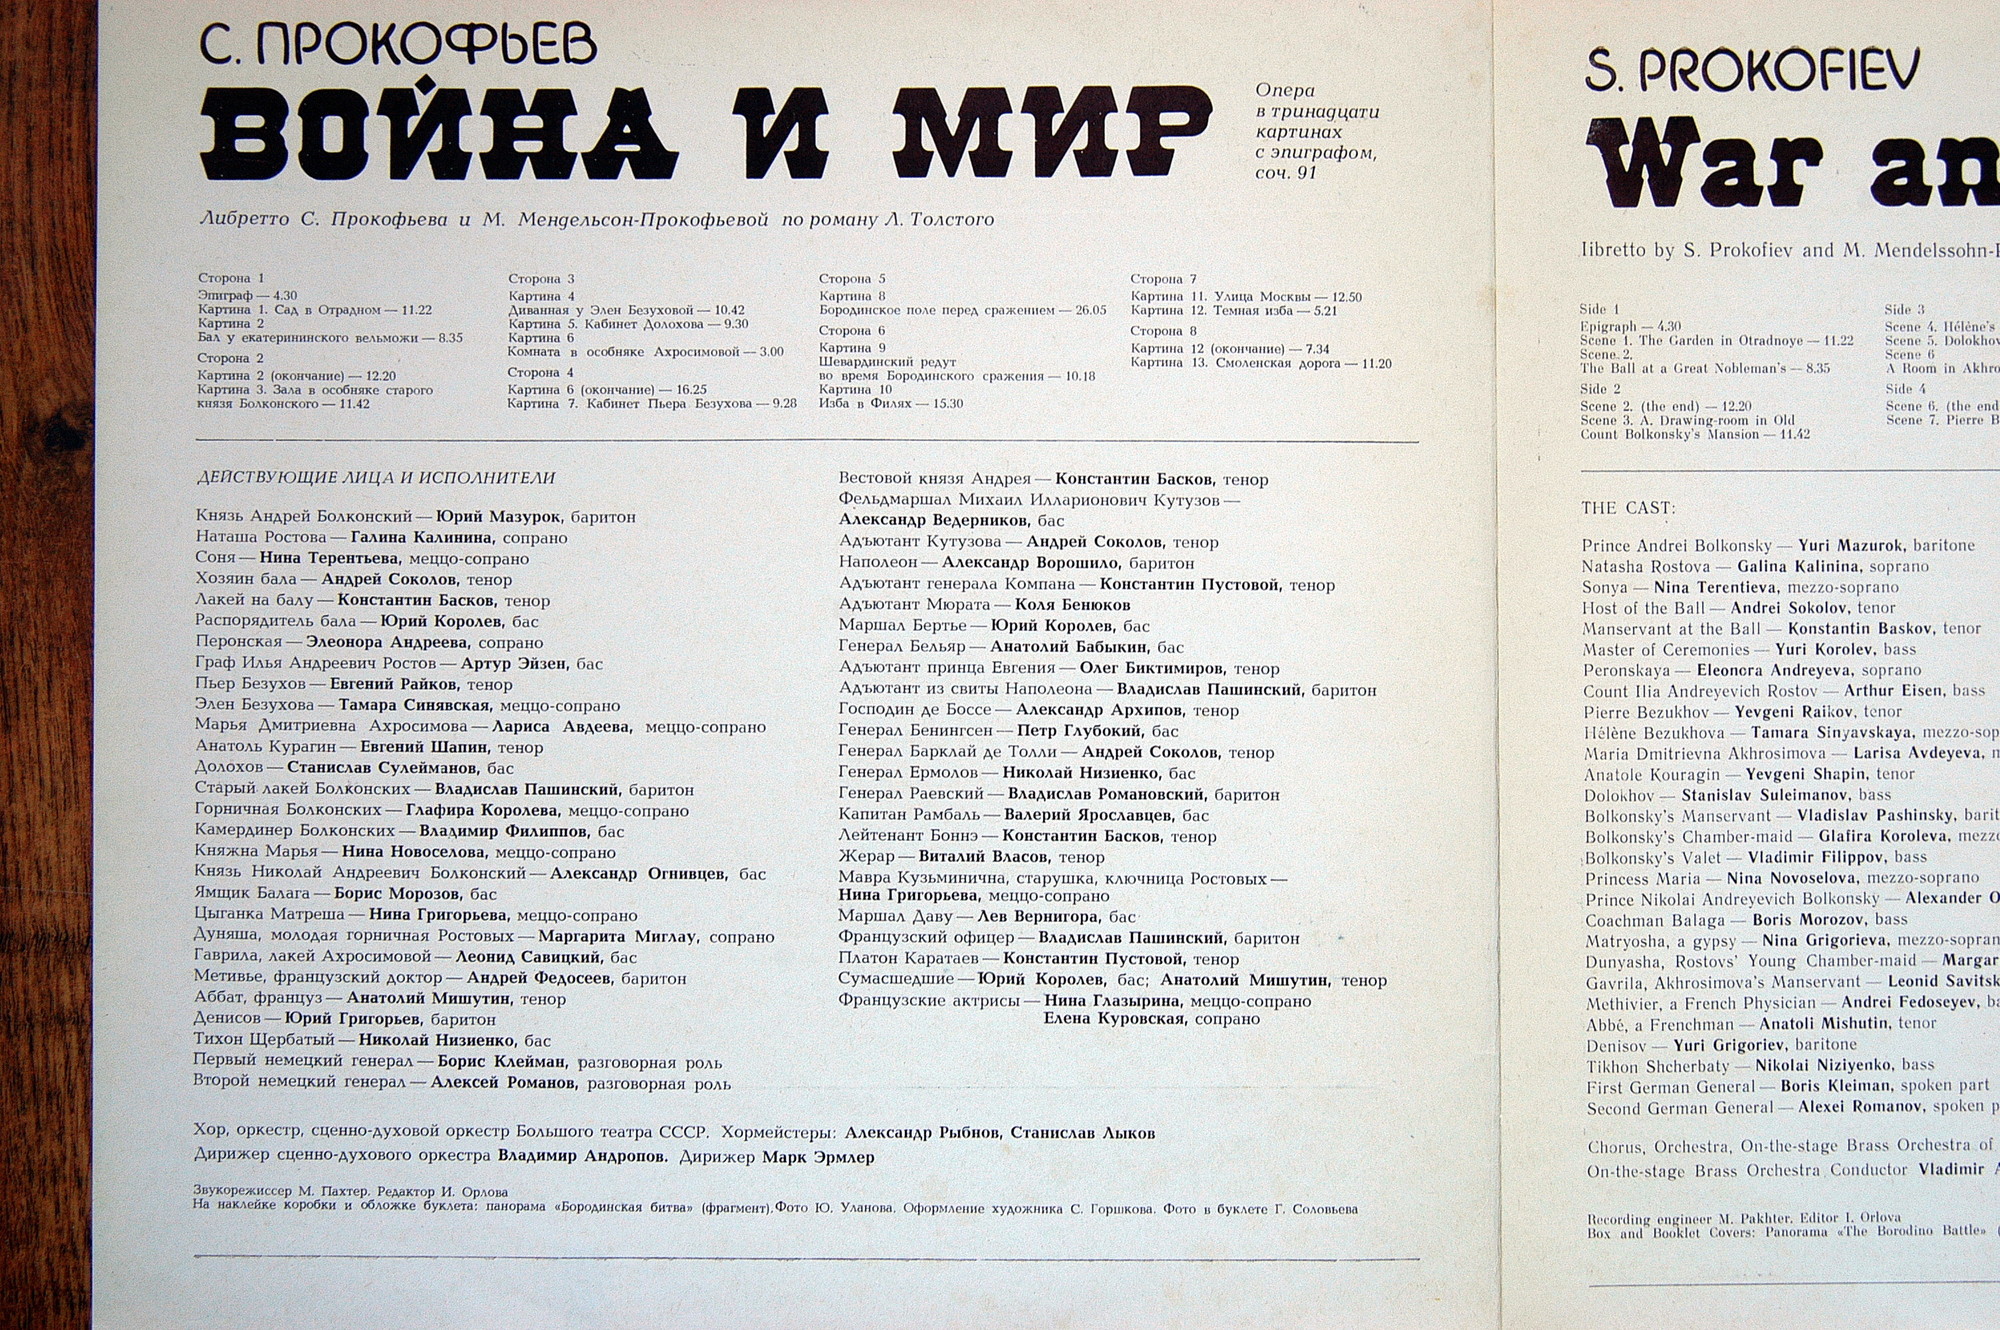 С. ПРОКОФЬЕВ
ВОЙНА И МИР
Опера
в тринадцати
картинах
с эпиграфом,
соч. 91
Либретто С. Прокофьева и М. Мендельсон-Прокофьевой по роману Л. Толстого
Сторона 1
Эпиграф — 4.30
Картина 1. Сад в Отрадном — 11.22
Картина 2
Бал у екатерининского вельможи — 8.35
Сторона 2
Картина 2 (окончание) — 12.20
Картина 3. Зала в особняке старого
князя Болконского — 11.42
Сторона 3
Картина 4
Диванная у Элен Безуховой — 10.42
Картина 5. Кабинет Долохова — 9.30
Картина 6
Комната в особняке Ахросимовой — 3.00
Сторона 4
Картина 6 (окончание) — 16.25
Картина 7. Кабинет Пьера Безухова — 9.28
Сторона 5
Картина 8
Бородинское поле перед сражением — 26.05
Сторона 6
Картина 9
Шевардинский редут
во время Бородинского сражения — 10.18
Картина 10
Изба в Филях — 15.30
Сторона 7
Картина 11. Улица Москвы — 12.50
Картина 12. Темная изба — 5.21
Сторона 8
Картина 12 (окончание) — 7.34
Картина 13. Смоленская дорога — 11.20
ДЕЙСТВУЮЩИЕ ЛИЦА И ИСПОЛНИТЕЛИ
Князь Андрей Болконский — Юрий Мазурок, баритон
Наташа Ростова — Галина Калинина, сопрано
Соня — Нина Терентьева, меццо-сопрано
Хозяин бала — Андрей Соколов, тенор
Лакей на балу — Константин Басков, тенор
Распорядитель бала — Юрий Королев, бас
Перонская — Элеонора Андреева, сопрано
Граф Илья Андреевич Ростов — Артур Эйзен, бас
Пьер Безухов — Евгений Райков, тенор
Элен Безухова — Тамара Синявская, меццо-сопрано
Марья Дмитриевна Ахросимова — Лариса Авдеева, меццо-сопрано
Анатоль Курагин — Евгений Шапин, тенор
Долохов — Станислав Сулейманов, бас
Старый лакей Болконских — Владислав Пашинский, баритон
Горничная Болконских — Глафира Королева, меццо-сопрано
Камердинер Болконских — Владимир Филиппов, бас
Княжна Марья — Нина Новоселова, меццо-сопрано
Князь Николай Андреевич Болконский — Александр Огнивцев, бас
Ямщик Балага — Борис Морозов, бас
Цыганка Матреша — Нина Григорьева, меццо-сопрано
Дуняша, молодая горничная Ростовых — Маргарита Миглау, сопрано
Гаврила, лакей Ахросимовой — Леонид Савицкий, бас
Метивье, французский доктор — Андрей Федосеев, баритон
Аббат, француз — Анатолий Мишутин, тенор
Денисов — Юрий Григорьев, баритон
Тихон Щербатый — Николай Низиенко, бас
Первый немецкий генерал — Борис Клейман, разговорная роль
Второй немецкий генерал — Алексей Романов, разговорная роль
Вестовой князя Андрея — Константин Басков, тенор
Фельдмаршал Михаил Илларионович Кутузов —
Александр Ведерников, бас
Адъютант Кутузова — Андрей Соколов, тенор
Наполеон — Александр Ворошило, баритон
Адъютант генерала Компана — Константин Пустовой, тенор
Адъютант Мюрата — Коля Бенюков
Маршал Бертье — Юрий Королев, бас
Генерал Бельяр — Анатолий Бабыкин, бас
Адъютант принца Евгения — Олег Биктимиров, тенор
Адъютант из свиты Наполеона — Владислав Пашинский, баритон
Господин де Боссе — Александр Архипов, тенор
Генерал Бенингсен — Петр Глубокий, бас
Генерал Барклай де Толли — Андрей Соколов, тенор
Генерал Ермолов — Николай Низиенко, бас
Генерал Раевский — Владислав Романовский, баритон
Капитан Рамбаль — Валерий Ярославцев, бас
Лейтенант Боннэ — Константин Басков, тенор
Жерар — Виталий Власов, тенор
Мавра Кузьминична, старушка, ключница Ростовых —
Нина Григорьева, меццо-сопрано
Маршал Даву — Лев Вернигора, бас
Французский офицер — Владислав Пашинский, баритон
Платон Каратаев — Константин Пустовой, тенор
Сумасшедшие — Юрий Королев, бас; Анатолий Мишутин, тенор
Французские актрисы — Нина Глазырина, меццо-сопрано
Елена Куровская, сопрано
Хор, оркестр, сценно-духовой оркестр Большого театра СССР. Хормейстеры: Александр Рыбнов, Станислав Лыков
Дирижер сценно-духового оркестра Владимир Андропов. Дирижер Марк Эрмлер
Звукорежиссер М. Пахтер. Редактор И. Орлова
На наклейке коробки и обложке буклета: панорама «Бородинская битва» (фрагмент). Фото Ю. Уланова. Оформление художника С. Горшкова. Фото в буклете Г. Соловьева
S. PROKOFIEV
War an
libretto by S. Prokofiev and M. Mendelssohn-P
Side 1
Epigraph — 4.30
Scene 1. The Garden in Otradnoye — 11.22
Scene 2.
The Ball at a Great Nobleman's — 8.35
Side 2
Scene 2. (the end) — 12.20
Scene 3. A Drawing-room in Old
Count Bolkonsky's Mansion — 11.42
Side 3
Scene 4. Hélène's
Scene 5. Dolokhov
Scene 6
A Room in Akhro
Side 4
Scene 6. (the end
Scene 7. Pierre B
THE CAST:
Prince Andrei Bolkonsky — Yuri Mazurok, baritone
Natasha Rostova — Galina Kalinina, soprano
Sonya — Nina Terentieva, mezzo-soprano
Host of the Ball — Andrei Sokolov, tenor
Manservant at the Ball — Konstantin Baskov, tenor
Master of Ceremonies — Yuri Korolev, bass
Peronskaya — Eleonora Andreyeva, soprano
Count Ilia Andreyevich Rostov — Arthur Eisen, bass
Pierre Bezukhov — Yevgeni Raikov, tenor
Hélène Bezukhova — Tamara Sinyavskaya, mezzo-sop
Maria Dmitrievna Akhrosimova — Larisa Avdeyeva, m
Anatole Kouragin — Yevgeni Shapin, tenor
Dolokhov — Stanislav Suleimanov, bass
Bolkonsky's Manservant — Vladislav Pashinsky, barit
Bolkonsky's Chamber-maid — Glafira Koroleva, mezzo
Bolkonsky's Valet — Vladimir Filippov, bass
Princess Maria — Nina Novoselova, mezzo-soprano
Prince Nikolai Andreyevich Bolkonsky — Alexander O
Coachman Balaga — Boris Morozov, bass
Matryosha, a gypsy — Nina Grigorieva, mezzo-sopran
Dunyasha, Rostovs' Young Chamber-maid — Margar
Gavrila, Akhrosimova's Manservant — Leonid Savitsk
Methivier, a French Physician — Andrei Fedoseyev, ba
Abbé, a Frenchman — Anatoli Mishutin, tenor
Denisov — Yuri Grigoriev, baritone
Tikhon Shcherbaty — Nikolai Niziyenko, bass
First German General — Boris Kleiman, spoken part
Second German General — Alexei Romanov, spoken p
Chorus, Orchestra, On-the-stage Brass Orchestra of
On-the-stage Brass Orchestra Conductor Vladimir A
Recording engineer M. Pakhter. Editor I. Orlova
Box and Booklet Covers: Panorama «The Borodino Battle» (